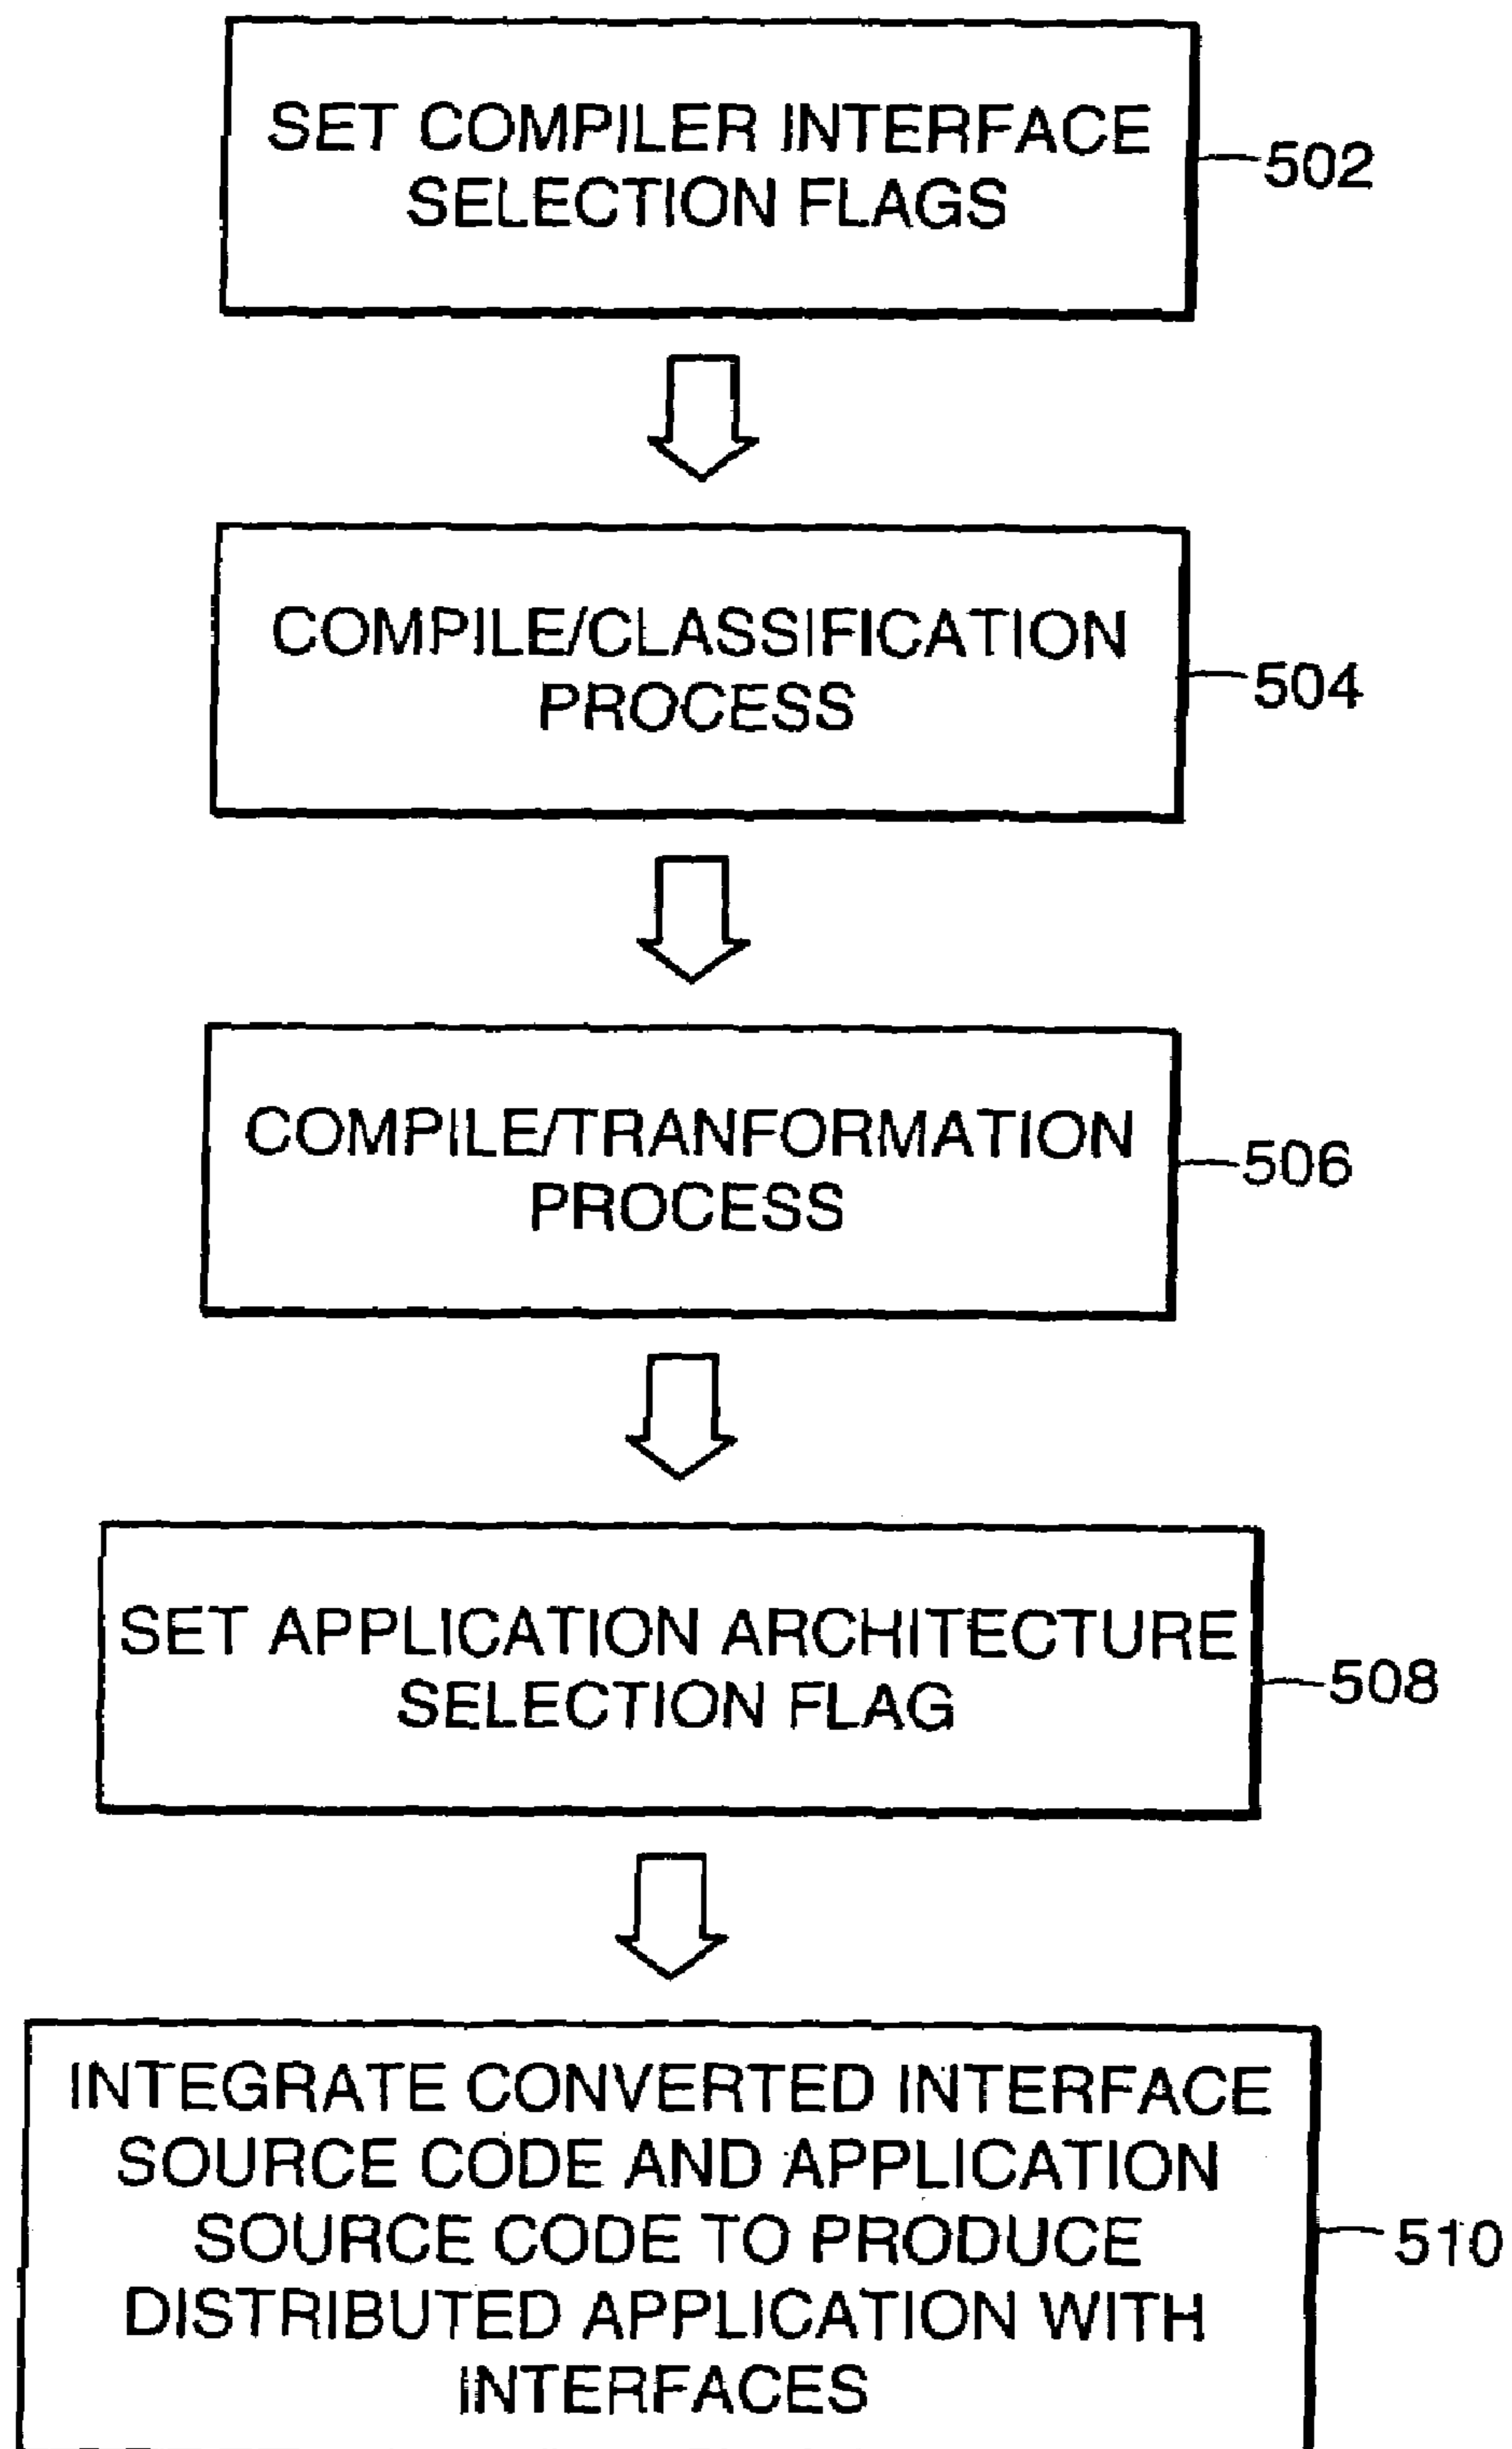 SET COMPILER INTERFACE
SELECTION FLAGS
502
COMPILE/CLASSIFICATION
PROCESS
504
COMPILE/TRANFORMATION
PROCESS
506
SET APPLICATION ARCHITECTURE
SELECTION FLAG
508
INTEGRATE CONVERTED INTERFACE
SOURCE CODE AND APPLICATION
SOURCE CODE TO PRODUCE
DISTRIBUTED APPLICATION WITH
INTERFACES
510